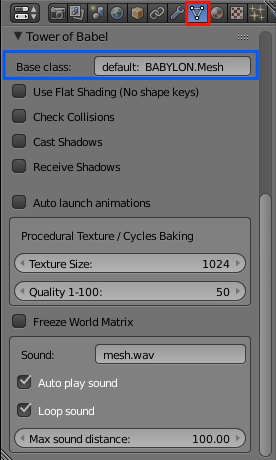 Tower of Babel
Base class: default: BABYLON.Mesh
Use Flat Shading (No shape keys)
Check Collisions
Cast Shadows
Receive Shadows
Auto launch animations
Procedural Texture / Cycles Baking
Texture Size: 1024
Quality 1-100: 50
Freeze World Matrix
Sound: mesh.wav
Auto play sound
Loop sound
Max sound distance: 100.00